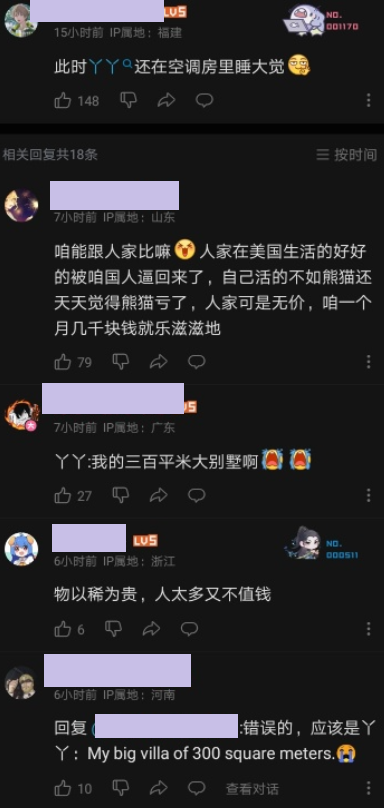 LV5
NO.
001170
15小时前 IP属地：福建
此时丫丫还在空调房里睡大觉
148
相关回复共18条
按时间
7小时前 IP属地：山东
咱能跟人家比嘛 人家在美国生活的好好
的被咱国人逼回来了，自己活的不如熊猫还
天天觉得熊猫亏了，人家可是无价，咱一个
月几千块钱就乐滋滋地
79
5
7小时前 IP属地：广东
丫丫:我的三百平米大别墅啊
27
LV5
NO.
000511
6小时前 IP属地：浙江
物以稀为贵，人太多又不值钱
6
6小时前 IP属地：河南
回复 :错误的，应该是丫
丫：My big villa of 300 square meters.
10
查看对话